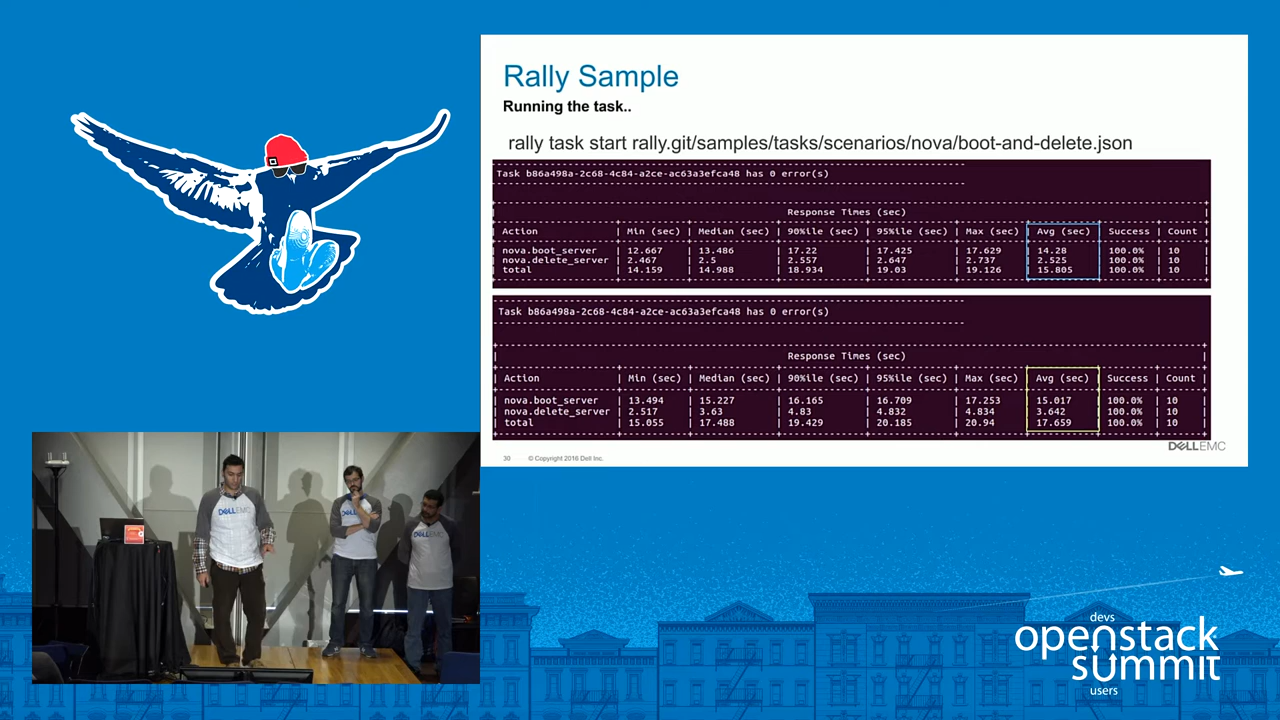 Rally Sample
Running the task..
rally task start rally.git/samples/tasks/scenarios/nova/boot-and-delete.json
Task b86a498a-2c68-4c84-a2ce-ac63a3efca48 has 0 error(s)
Response Times (sec)
Action | Min (sec) | Median (sec) | 90%ile (sec) | 95%ile (sec) | Max (sec) | Avg (sec) | Success | Count
nova.boot_server | 12.667 | 13.486 | 17.22 | 17.425 | 17.629 | 14.28 | 100.0% | 10
nova.delete_server | 2.467 | 2.5 | 2.557 | 2.647 | 2.737 | 2.525 | 100.0% | 10
total | 14.159 | 14.988 | 18.934 | 19.03 | 19.126 | 15.805 | 100.0% | 10
Task b86a498a-2c68-4c84-a2ce-ac63a3efca48 has 0 error(s)
Response Times (sec)
Action | Min (sec) | Median (sec) | 90%ile (sec) | 95%ile (sec) | Max (sec) | Avg (sec) | Success | Count
nova.boot_server | 13.494 | 15.227 | 16.165 | 16.709 | 17.253 | 15.017 | 100.0% | 10
nova.delete_server | 2.517 | 3.63 | 4.83 | 4.832 | 4.834 | 3.642 | 100.0% | 10
total | 15.055 | 17.488 | 19.429 | 20.185 | 20.94 | 17.659 | 100.0% | 10
DELLEMC
30 © Copyright 2016 Dell Inc.
DELLEMC
DELLEMC
DELLEMC
devs
openstack
summit
users